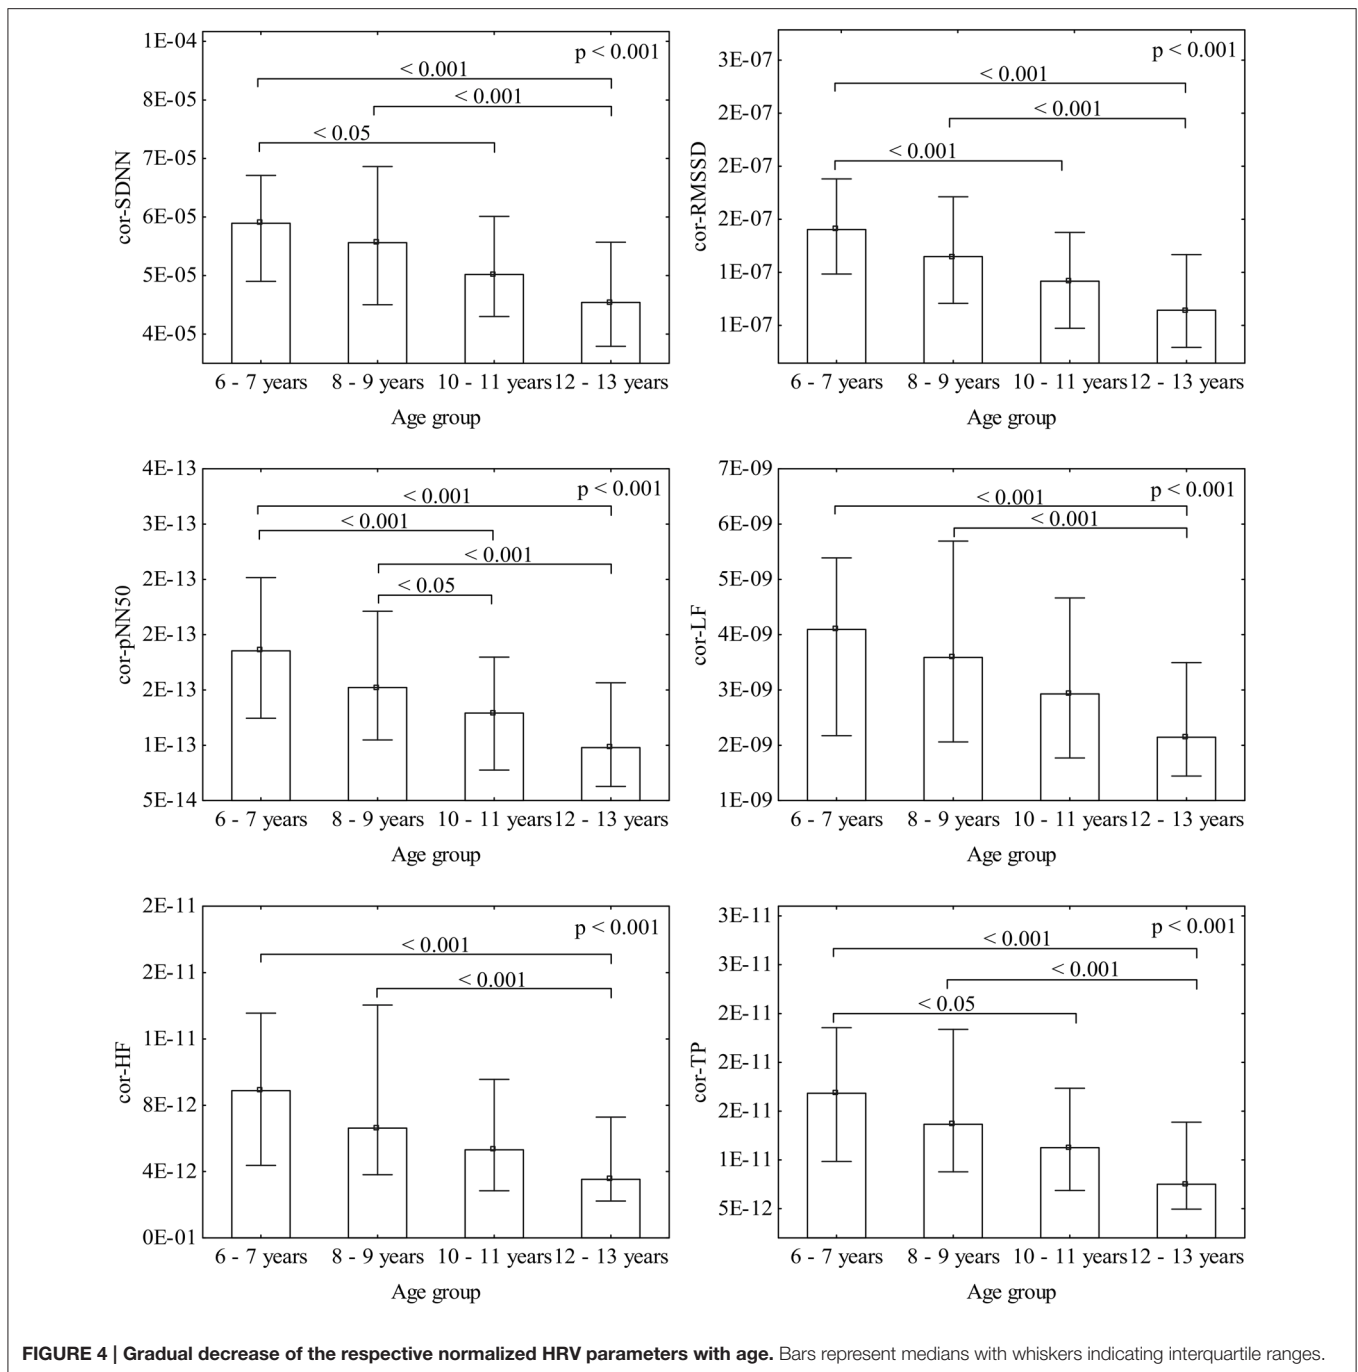 1E-04
8E-05
7E-05
6E-05
5E-05
4E-05
cor-SDNN
p < 0.001
< 0.001
< 0.001
< 0.05
6 - 7 years 8 - 9 years 10 - 11 years 12 - 13 years
Age group
3E-07
2E-07
2E-07
2E-07
1E-07
1E-07
cor-RMSSD
p < 0.001
< 0.001
< 0.001
< 0.001
6 - 7 years 8 - 9 years 10 - 11 years 12 - 13 years
Age group
4E-13
3E-13
2E-13
2E-13
2E-13
1E-13
5E-14
cor-pNN50
p < 0.001
< 0.001
< 0.001
< 0.001
< 0.05
6 - 7 years 8 - 9 years 10 - 11 years 12 - 13 years
Age group
7E-09
6E-09
5E-09
4E-09
3E-09
2E-09
1E-09
cor-LF
p < 0.001
< 0.001
< 0.001
6 - 7 years 8 - 9 years 10 - 11 years 12 - 13 years
Age group
2E-11
2E-11
1E-11
8E-12
4E-12
0E-01
cor-HF
p < 0.001
< 0.001
< 0.001
6 - 7 years 8 - 9 years 10 - 11 years 12 - 13 years
Age group
3E-11
3E-11
2E-11
2E-11
2E-11
1E-11
5E-12
cor-TP
p < 0.001
< 0.001
< 0.001
< 0.05
6 - 7 years 8 - 9 years 10 - 11 years 12 - 13 years
Age group
FIGURE 4 | Gradual decrease of the respective normalized HRV parameters with age. Bars represent medians with whiskers indicating interquartile ranges.